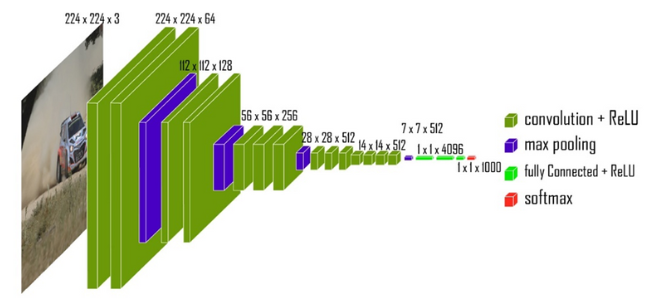 224 x 224 x 3
224 x 224 x 64
112 x 112 x 128
56 x 56 x 256
28 x 28 x 512
14 x 14 x 512
7 x 7 x 512
1 x 1 x 4096
1 x 1 x 1000
convolution + ReLU
max pooling
fully Connected + ReLU
softmax